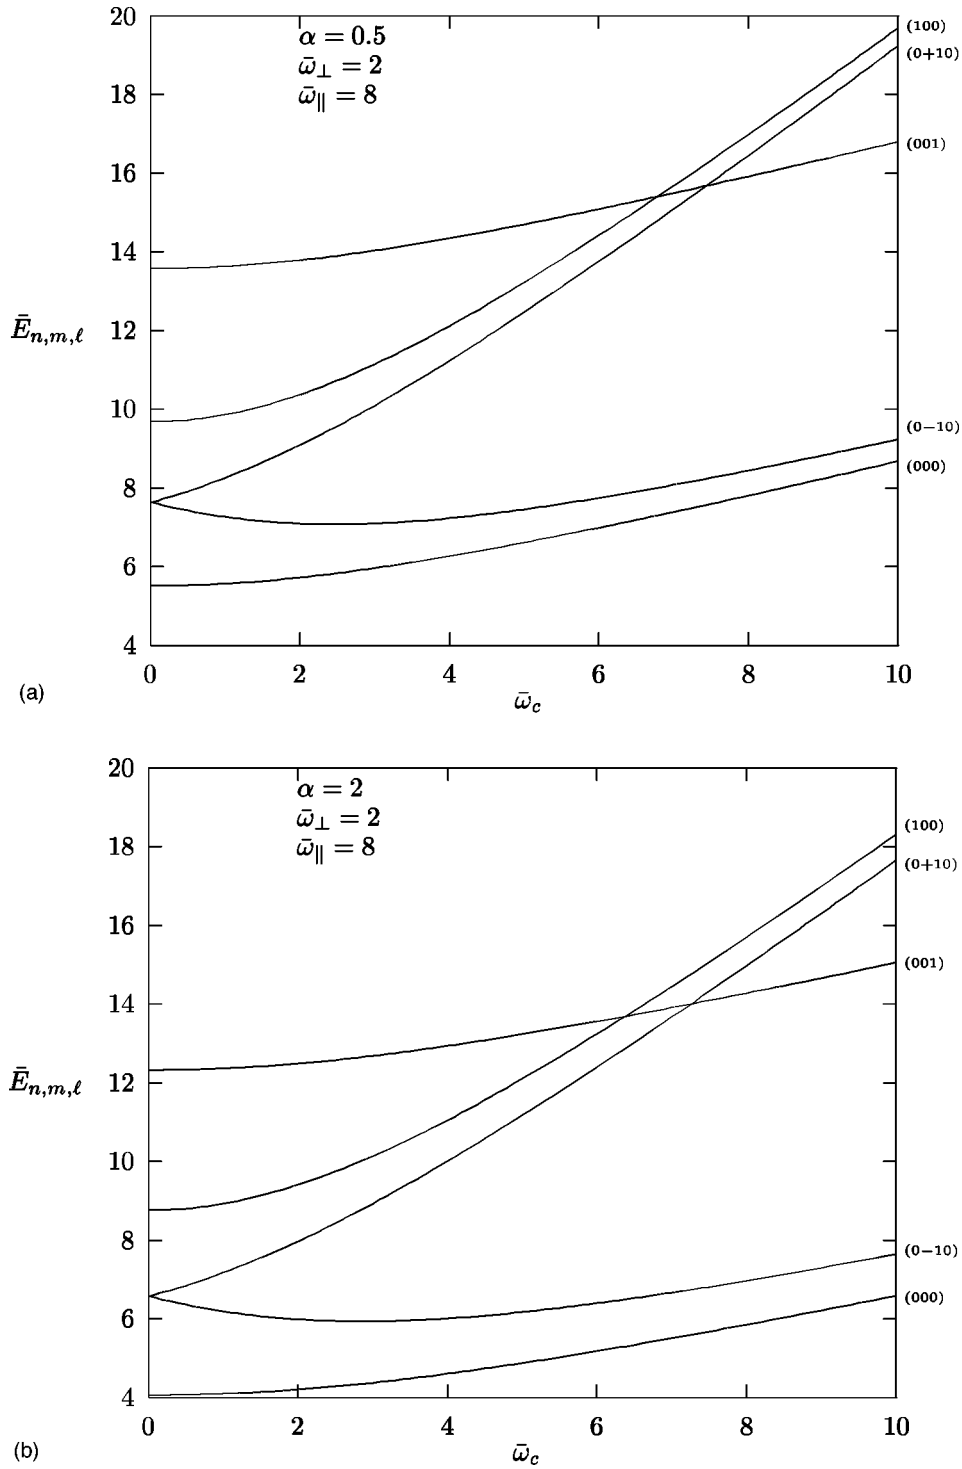 20
α = 0.5
ω̄⊥ = 2
ω̄∥ = 8
18
16
14
12
10
8
6
4
Ēn,m,ℓ
(100)
(0+10)
(001)
(0−10)
(000)
0 2 4 6 8 10
ω̄c
(a)
20
α = 2
ω̄⊥ = 2
ω̄∥ = 8
18
16
14
12
10
8
6
4
Ēn,m,ℓ
(100)
(0+10)
(001)
(0−10)
(000)
0 2 4 6 8 10
ω̄c
(b)